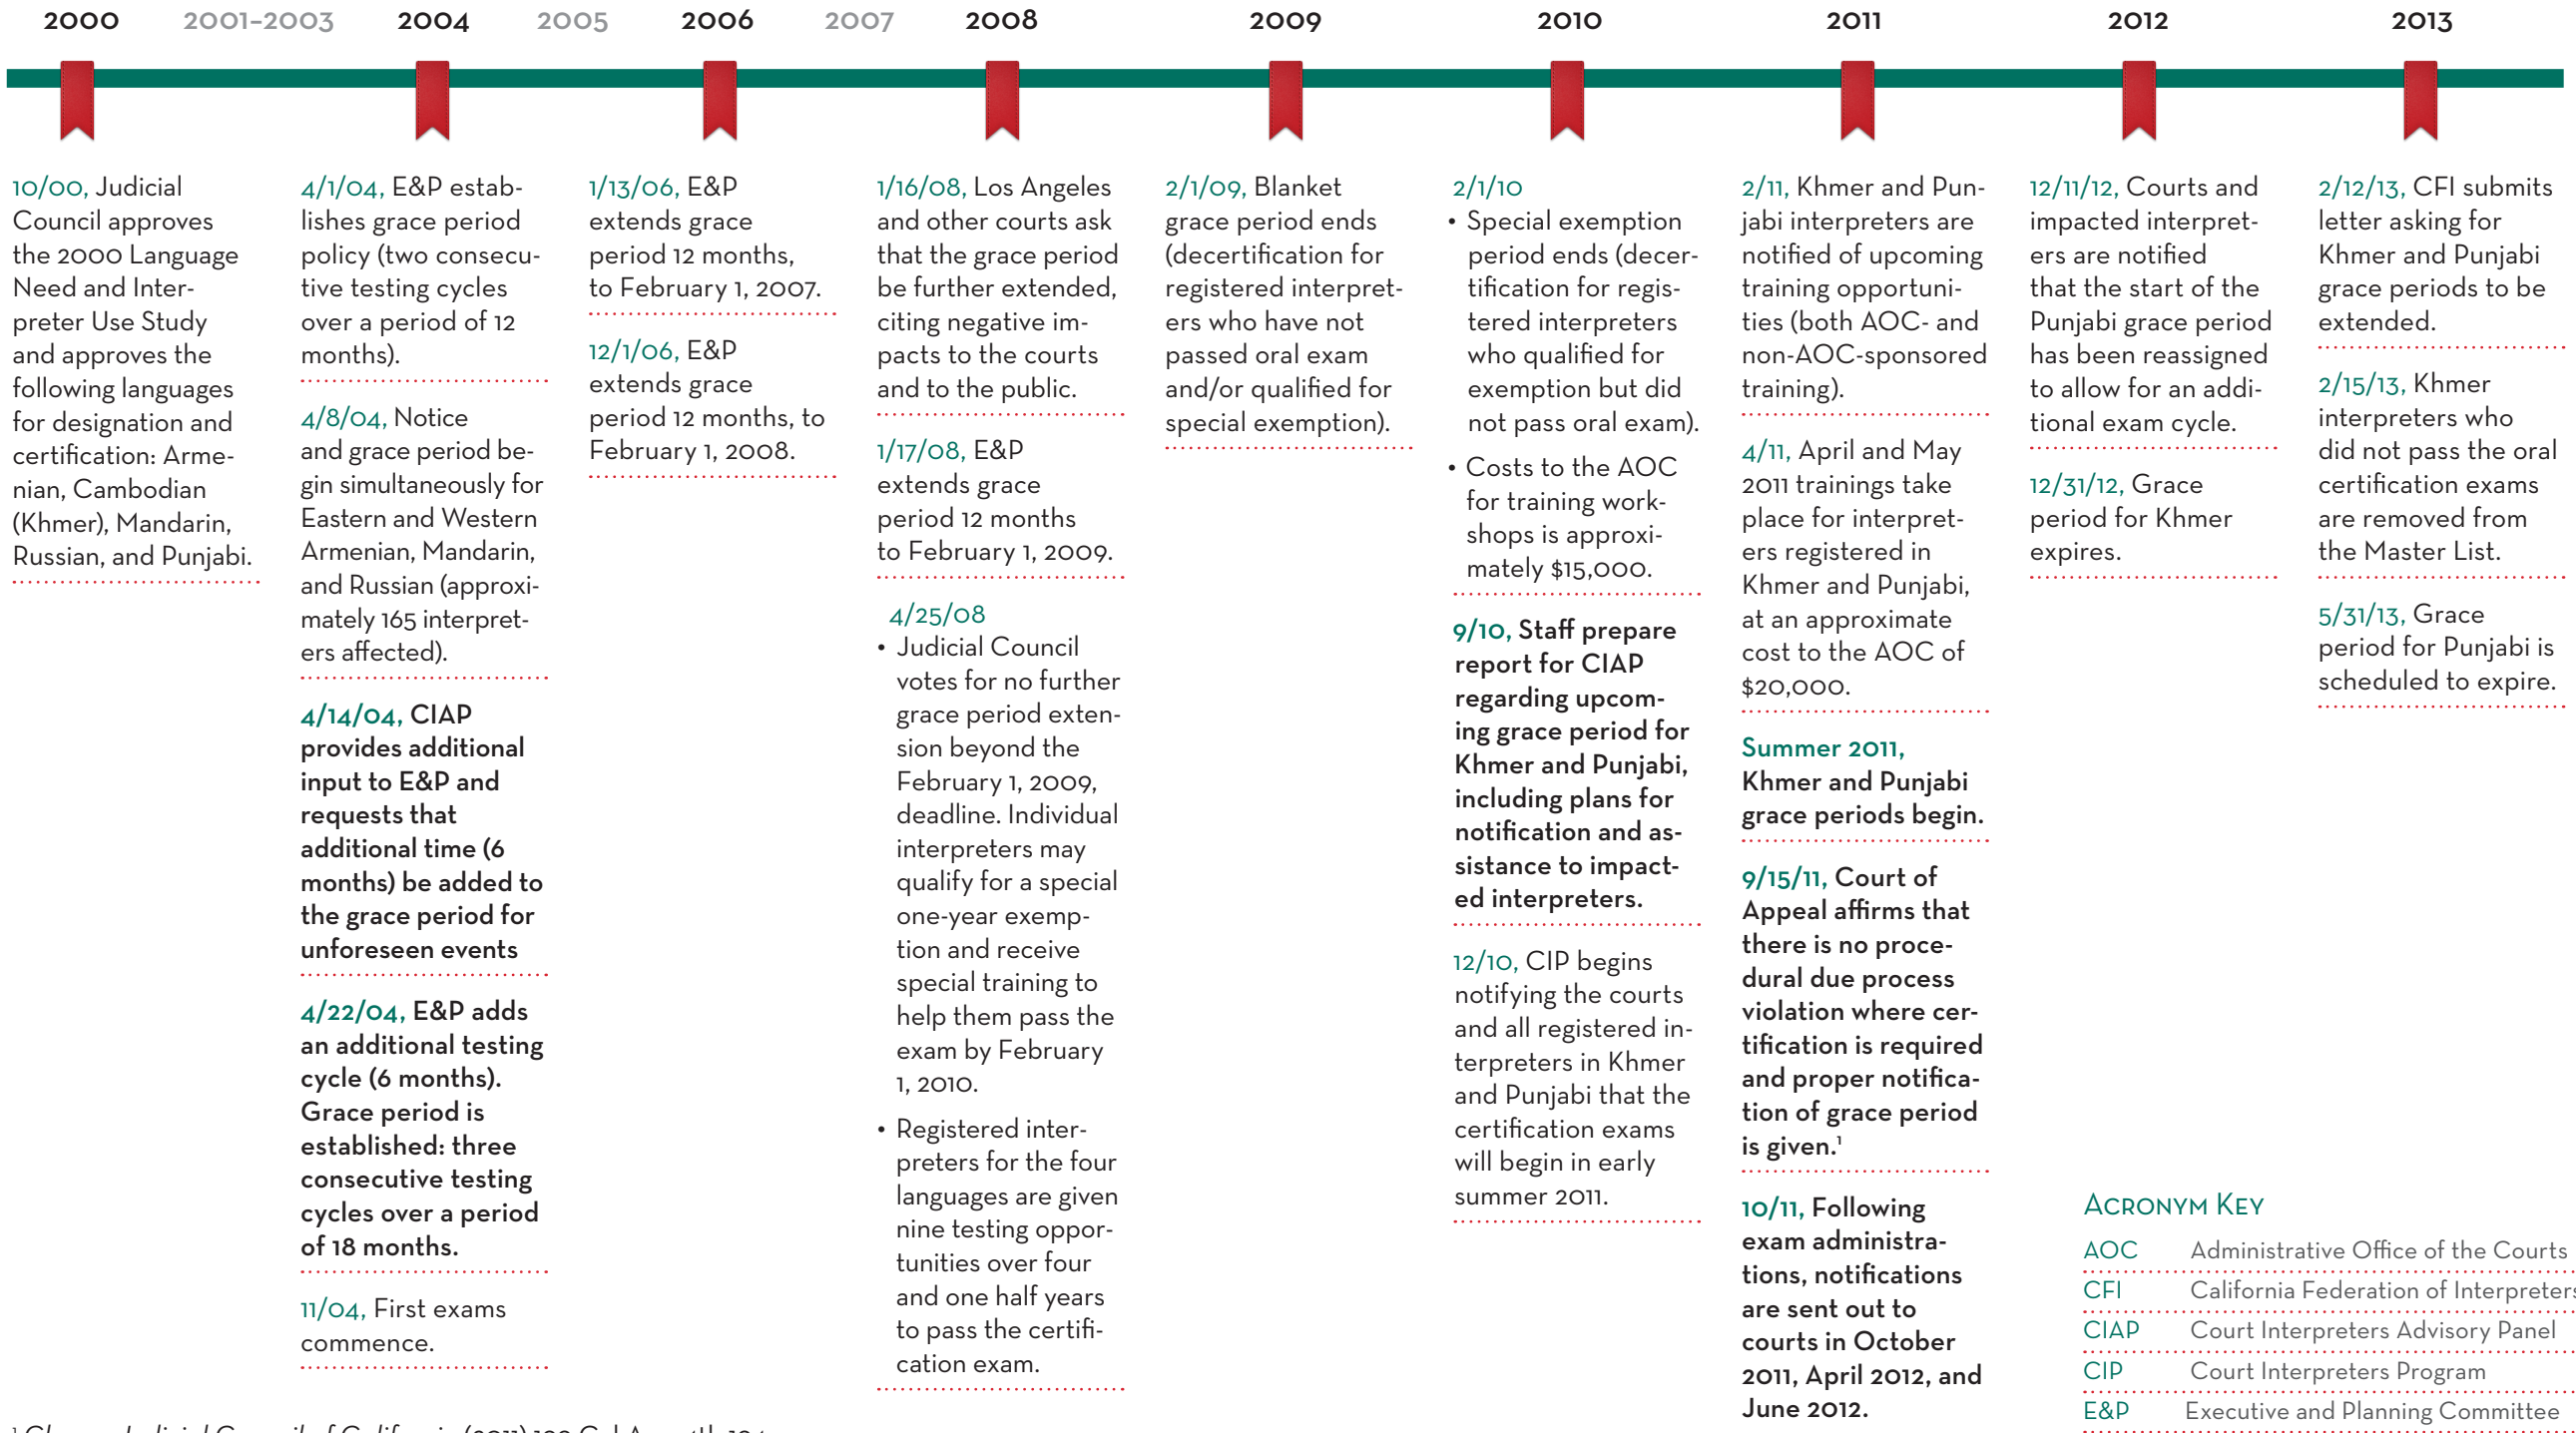 2000 2001–2003 2004 2005 2006 2007 2008 2009 2010 2011 2012 2013
10/00, Judicial
Council approves
the 2000 Language
Need and Inter-
preter Use Study
and approves the
following languages
for designation and
certification: Arme-
nian, Cambodian
(Khmer), Mandarin,
Russian, and Punjabi.
4/1/04, E&P estab-
lishes grace period
policy (two consecu-
tive testing cycles
over a period of 12
months).
4/8/04, Notice
and grace period be-
gin simultaneously for
Eastern and Western
Armenian, Mandarin,
and Russian (approxi-
mately 165 interpret-
ers affected).
4/14/04, CIAP
provides additional
input to E&P and
requests that
additional time (6
months) be added to
the grace period for
unforeseen events
4/22/04, E&P adds
an additional testing
cycle (6 months).
Grace period is
established: three
consecutive testing
cycles over a period
of 18 months.
11/04, First exams
commence.
1/13/06, E&P
extends grace
period 12 months,
to February 1, 2007.
12/1/06, E&P
extends grace
period 12 months, to
February 1, 2008.
1/16/08, Los Angeles
and other courts ask
that the grace period
be further extended,
citing negative im-
pacts to the courts
and to the public.
1/17/08, E&P
extends grace
period 12 months
to February 1, 2009.
4/25/08
• Judicial Council
votes for no further
grace period exten-
sion beyond the
February 1, 2009,
deadline. Individual
interpreters may
qualify for a special
one-year exemp-
tion and receive
special training to
help them pass the
exam by February
1, 2010.
• Registered inter-
preters for the four
languages are given
nine testing oppor-
tunities over four
and one half years
to pass the certifi-
cation exam.
2/1/09, Blanket
grace period ends
(decertification for
registered interpret-
ers who have not
passed oral exam
and/or qualified for
special exemption).
2/1/10
• Special exemption
period ends (decer-
tification for regis-
tered interpreters
who qualified for
exemption but did
not pass oral exam).
• Costs to the AOC
for training work-
shops is approxi-
mately $15,000.
9/10, Staff prepare
report for CIAP
regarding upcom-
ing grace period for
Khmer and Punjabi,
including plans for
notification and as-
sistance to impact-
ed interpreters.
12/10, CIP begins
notifying the courts
and all registered in-
terpreters in Khmer
and Punjabi that the
certification exams
will begin in early
summer 2011.
2/11, Khmer and Pun-
jabi interpreters are
notified of upcoming
training opportuni-
ties (both AOC- and
non-AOC-sponsored
training).
4/11, April and May
2011 trainings take
place for interpret-
ers registered in
Khmer and Punjabi,
at an approximate
cost to the AOC of
$20,000.
Summer 2011,
Khmer and Punjabi
grace periods begin.
9/15/11, Court of
Appeal affirms that
there is no proce-
dural due process
violation where cer-
tification is required
and proper notifica-
tion of grace period
is given.¹
10/11, Following
exam administra-
tions, notifications
are sent out to
courts in October
2011, April 2012, and
June 2012.
12/11/12, Courts and
impacted interpret-
ers are notified
that the start of the
Punjabi grace period
has been reassigned
to allow for an addi-
tional exam cycle.
12/31/12, Grace
period for Khmer
expires.
2/12/13, CFI submits
letter asking for
Khmer and Punjabi
grace periods to be
extended.
2/15/13, Khmer
interpreters who
did not pass the oral
certification exams
are removed from
the Master List.
5/31/13, Grace
period for Punjabi is
scheduled to expire.
Acronym Key
AOC Administrative Office of the Courts
CFI California Federation of Interpreters
CIAP Court Interpreters Advisory Panel
CIP Court Interpreters Program
E&P Executive and Planning Committee
Judicial Council of California (2011)